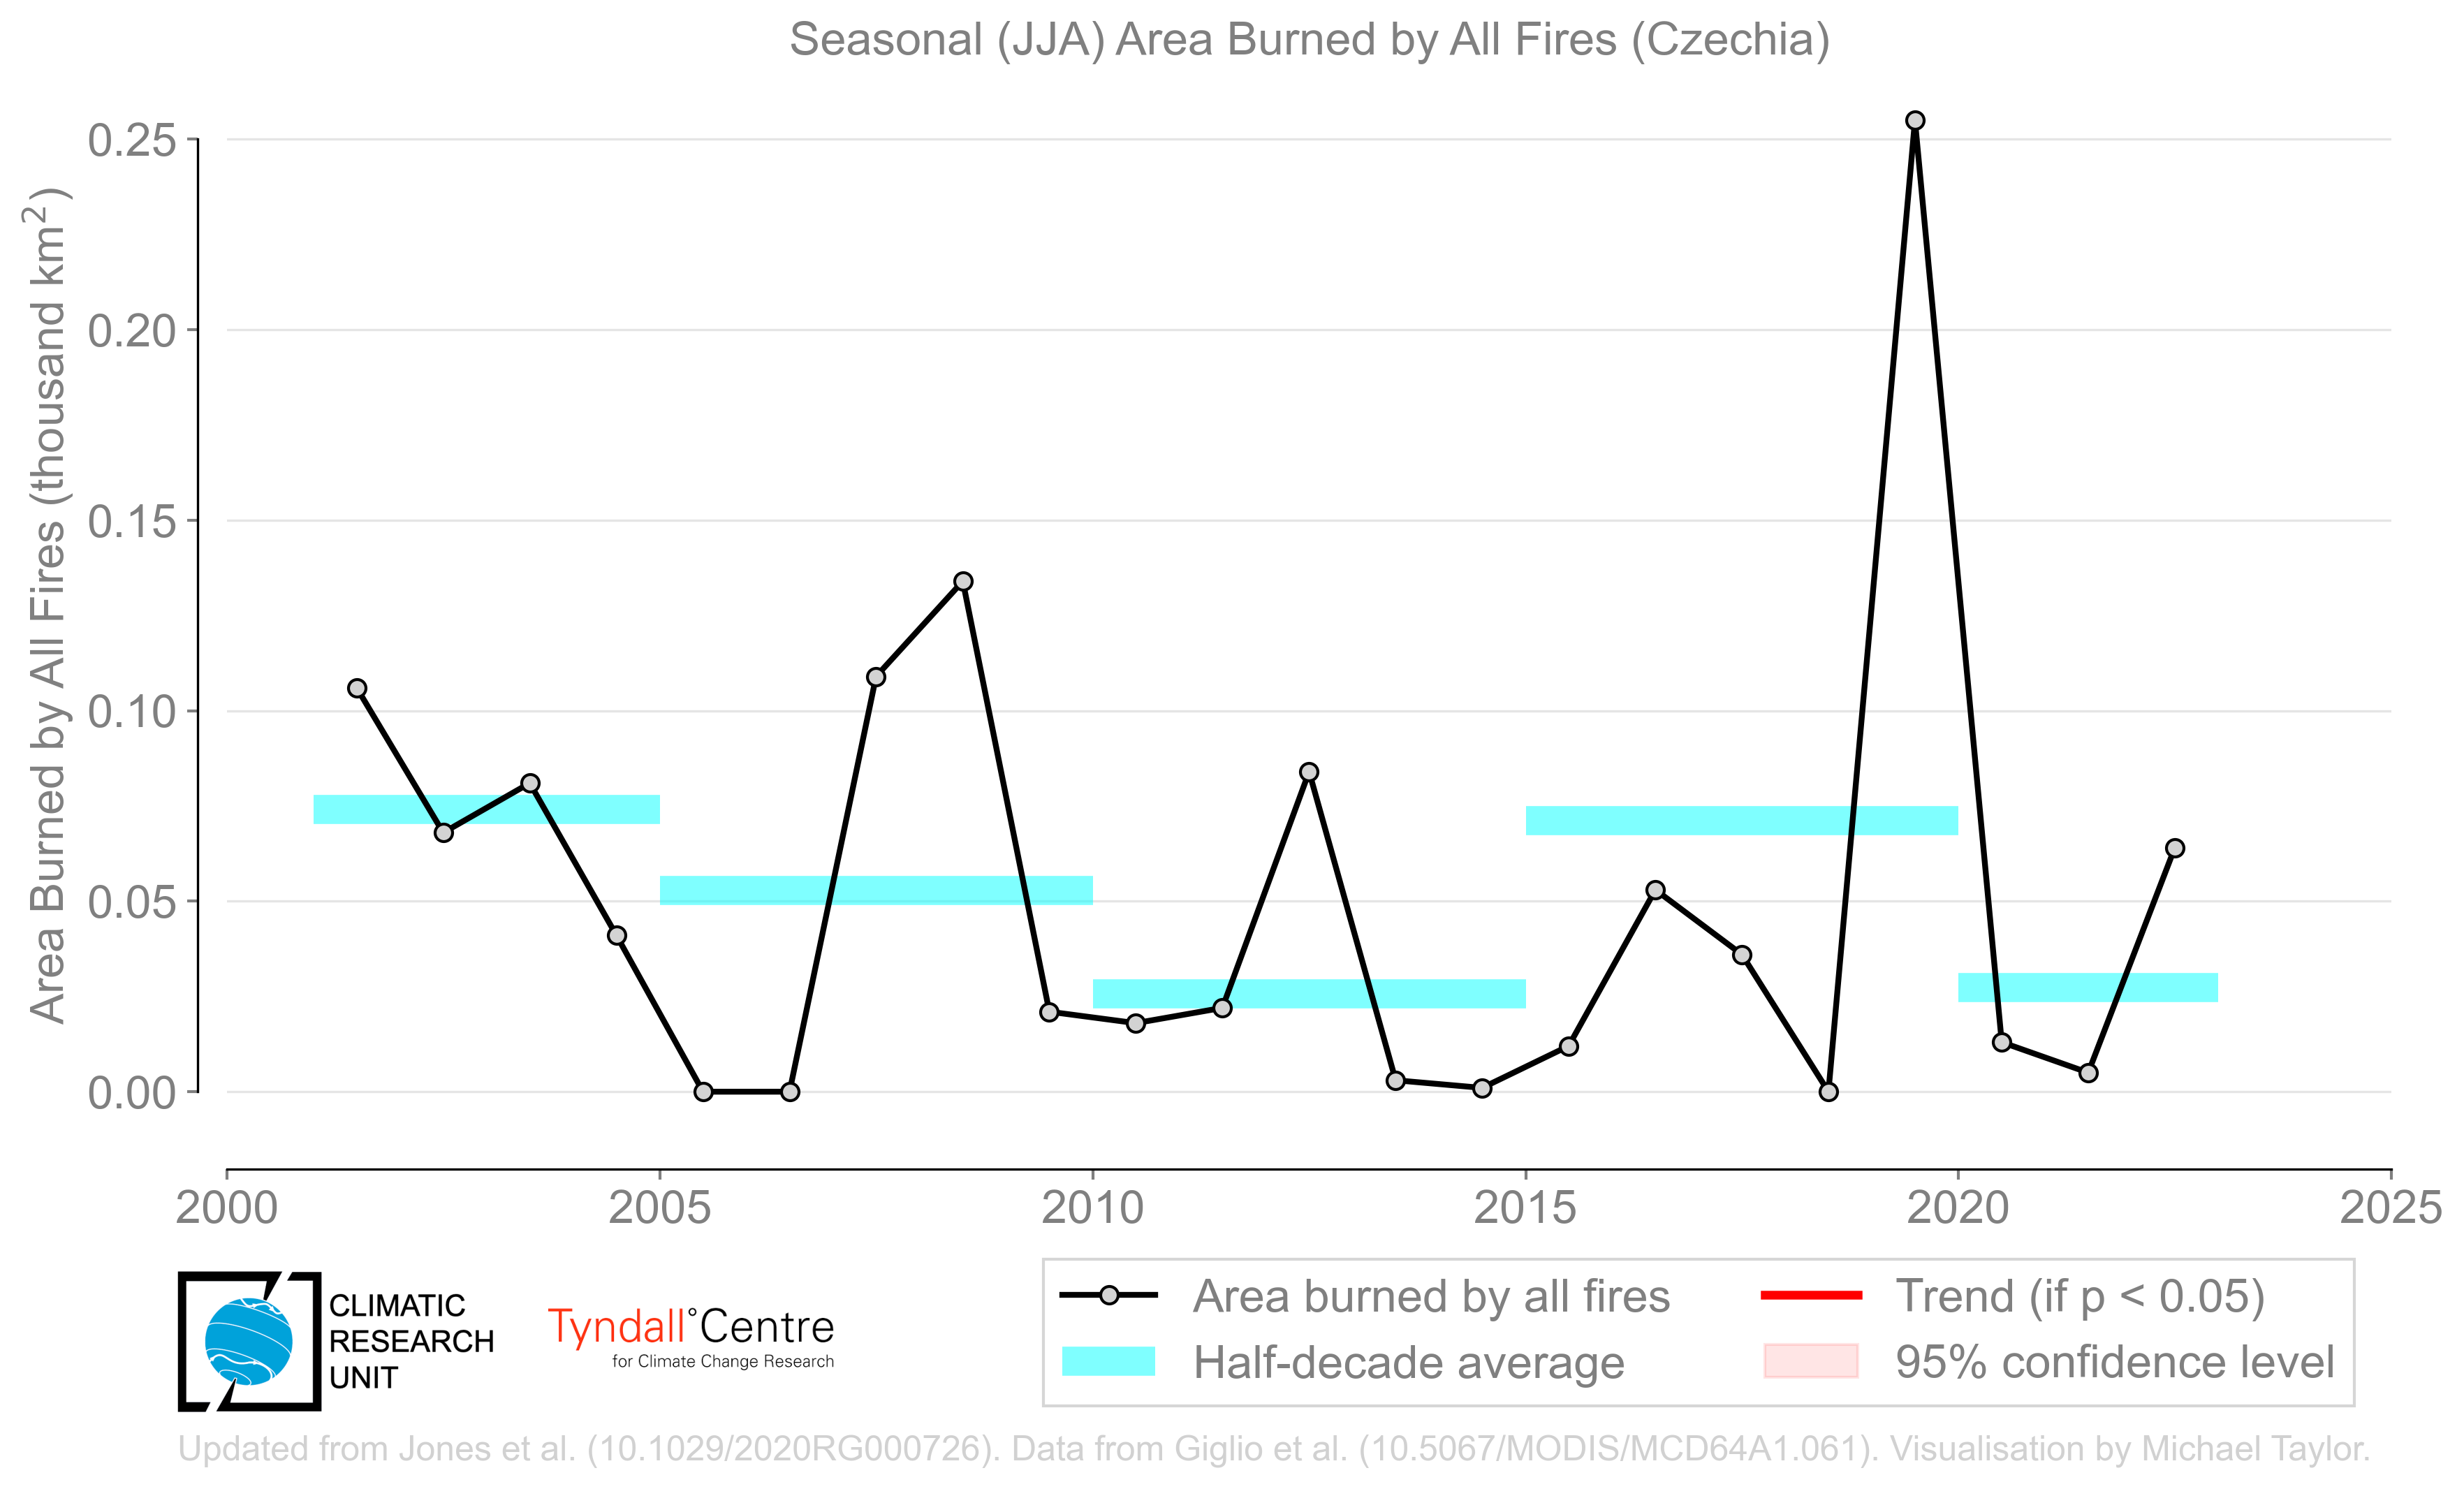 Seasonal (JJA) Area Burned by All Fires (Czechia)
Area Burned by All Fires (thousand km²)
0.25
0.20
0.15
0.10
0.05
0.00
2000 2005 2010 2015 2020 2025
CLIMATIC
RESEARCH
UNIT
Tyndall°Centre
for Climate Change Research
Area burned by all fires
Half-decade average
Trend (if p < 0.05)
95% confidence level
Updated from Jones et al. (10.1029/2020RG000726). Data from Giglio et al. (10.5067/MODIS/MCD64A1.061). Visualisation by Michael Taylor.